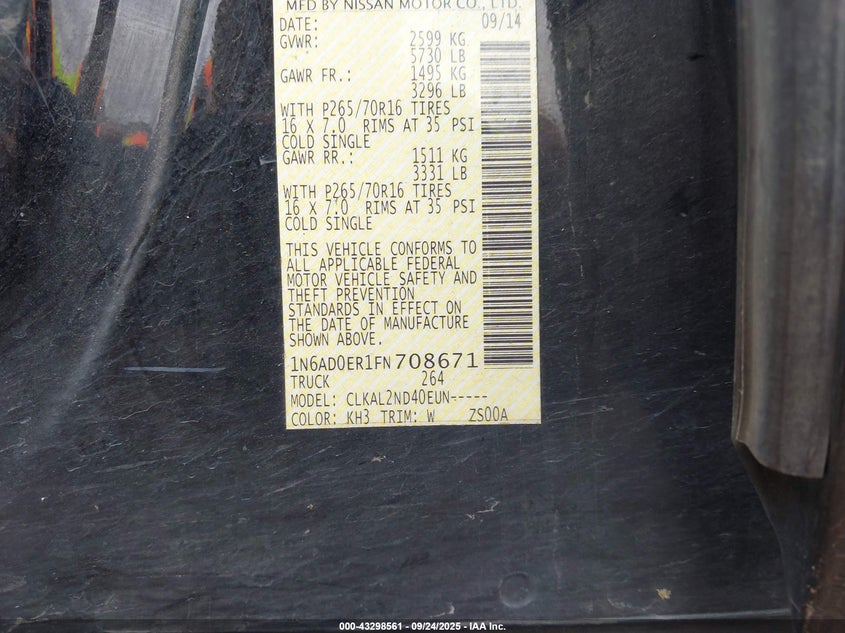 MFD BY NISSAN MOTOR CO., LTD.
DATE: 09/14
GVWR: 2599 KG
5730 LB
GAWR FR.: 1495 KG
3296 LB
WITH P265/70R16 TIRES
16 X 7.0 RIMS AT 35 PSI
COLD SINGLE
GAWR RR.: 1511 KG
3331 LB
WITH P265/70R16 TIRES
16 X 7.0 RIMS AT 35 PSI
COLD SINGLE
THIS VEHICLE CONFORMS TO
ALL APPLICABLE FEDERAL
MOTOR VEHICLE SAFETY AND
THEFT PREVENTION
STANDARDS IN EFFECT ON
THE DATE OF MANUFACTURE
SHOWN ABOVE.
1N6AD0ER1FN708671
TRUCK 264
MODEL: CLKAL2ND40EUN-----
COLOR: KH3 TRIM: W ZS00A
000-43298561 - 09/24/2025 - IAA Inc.